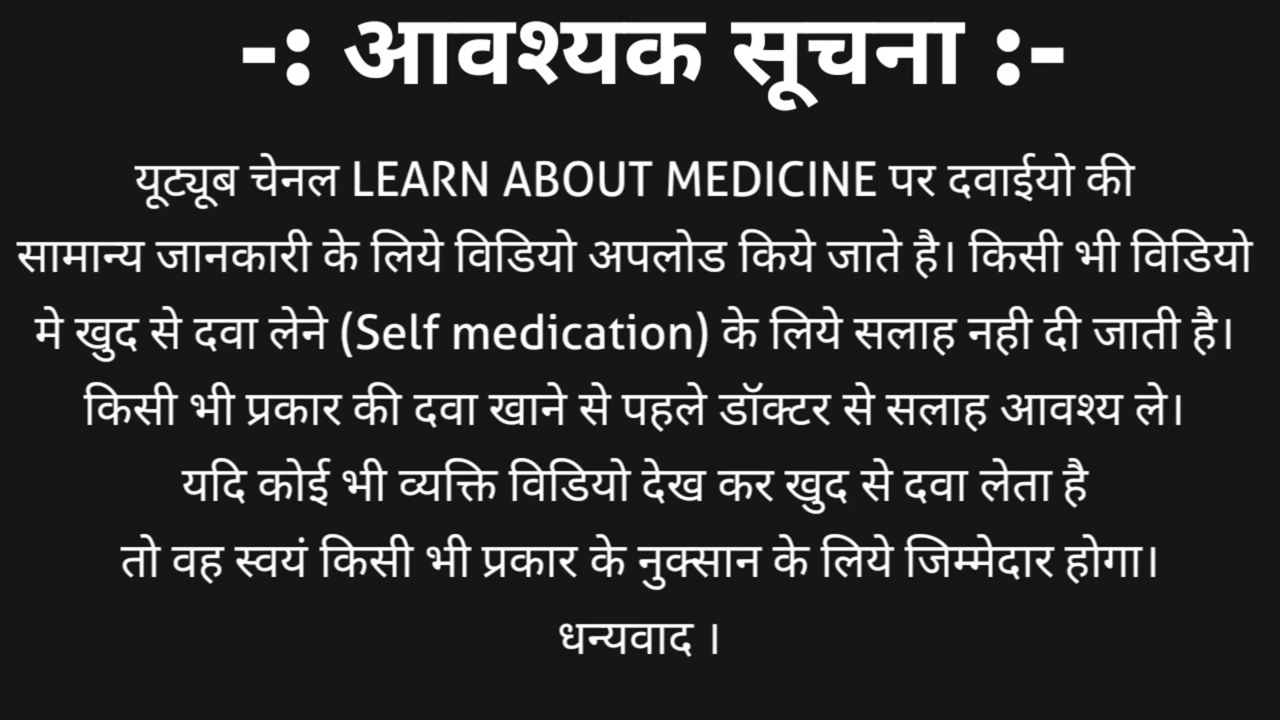 -: आवश्यक सूचना :-
यूट्यूब चेनल LEARN ABOUT MEDICINE पर दवाईयो की
सामान्य जानकारी के लिये विडियो अपलोड किये जाते है। किसी भी विडियो
मे खुद से दवा लेने (Self medication) के लिये सलाह नही दी जाती है।
किसी भी प्रकार की दवा खाने से पहले डॉक्टर से सलाह आवश्य ले।
यदि कोई भी व्यक्ति विडियो देख कर खुद से दवा लेता है
तो वह स्वयं किसी भी प्रकार के नुक्सान के लिये जिम्मेदार होगा।
धन्यवाद ।